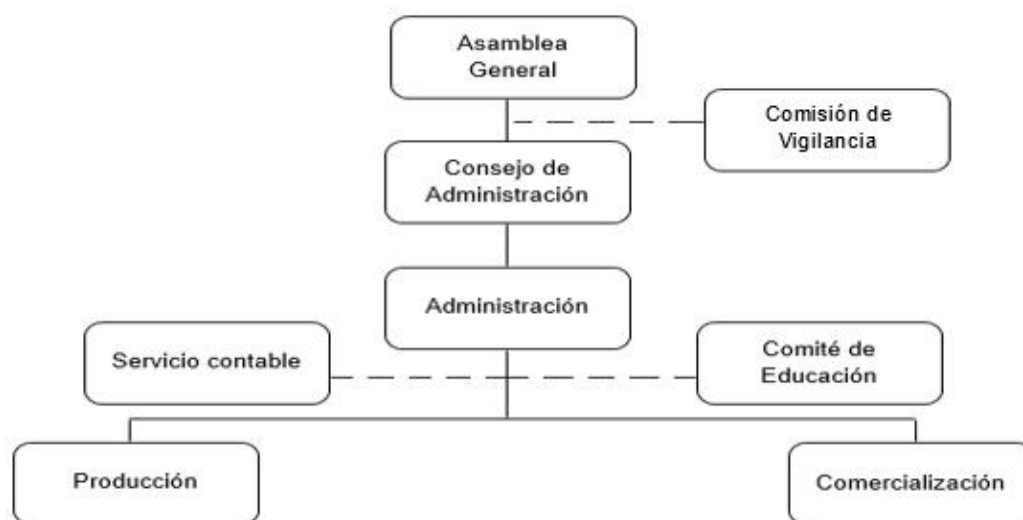 Asamblea
General
Comisión de
Vigilancia
Consejo de
Administración
Administración
Servicio contable
Comité de
Educación
Producción
Comercialización